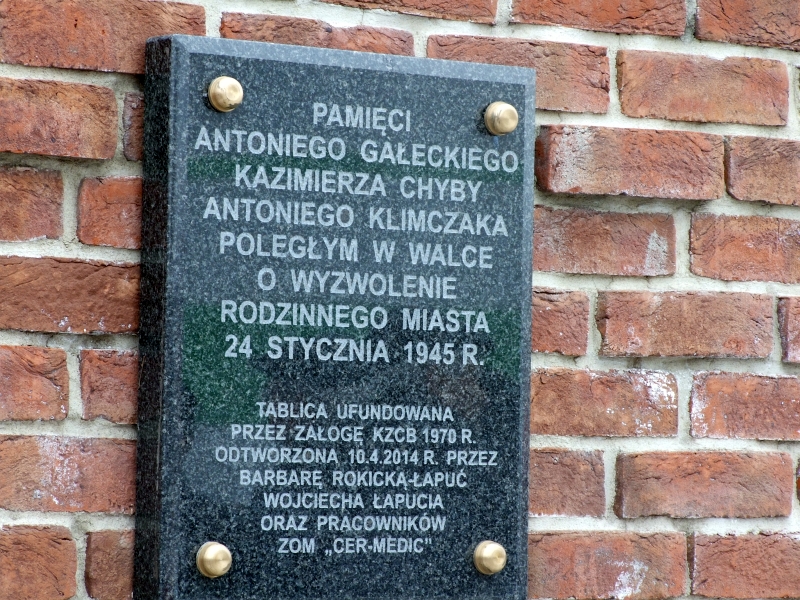 PAMIĘCI
ANTONIEGO GAŁECKIEGO
KAZIMIERZA CHYBY
ANTONIEGO KLIMCZAKA
POLEGŁYM W WALCE
O WYZWOLENIE
RODZINNEGO MIASTA
24 STYCZNIA 1945 R.
TABLICA UFUNDOWANA
PRZEZ ZAŁOGĘ KZCB 1970 R.
ODTWORZONA 10.4.2014 R. PRZEZ
BARBARĘ ROKICKĄ-ŁAPUĆ
WOJCIECHA ŁAPUCIA
ORAZ PRACOWNIKÓW
ZOM „CER-MEDIC"